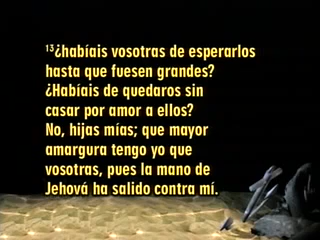 ¹³¿habíais vosotras de esperarlos
hasta que fuesen grandes?
¿Habíais de quedaros sin
casar por amor a ellos?
No, hijas mías; que mayor
amargura tengo yo que
vosotras, pues la mano de
Jehová ha salido contra mí.